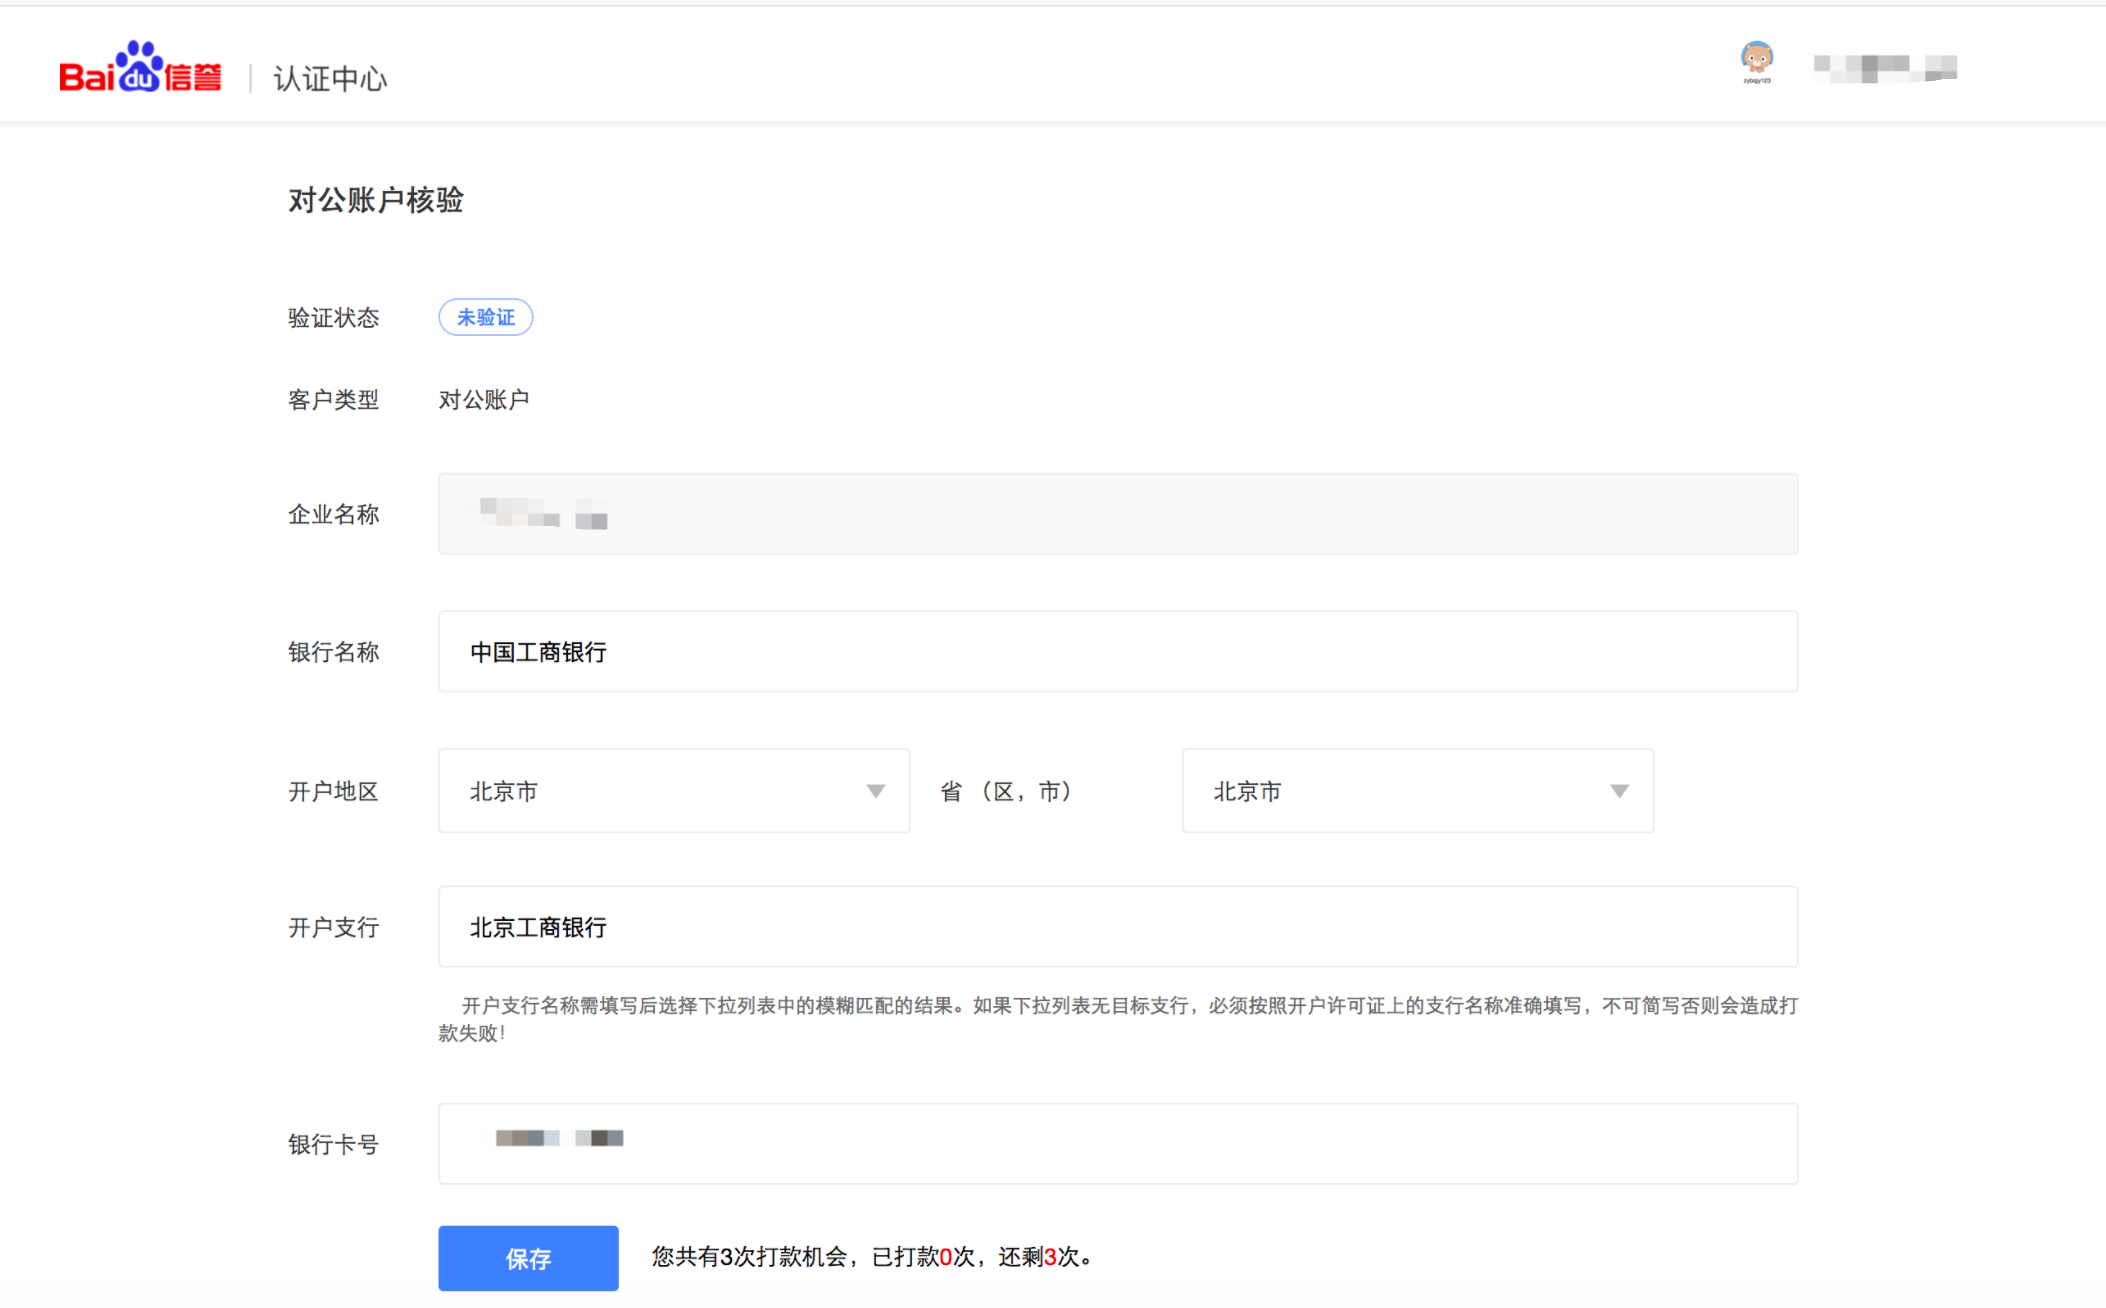 Baidu信誉 | 认证中心
zybqjy123
对公账户核验
验证状态 未验证
客户类型 对公账户
企业名称
银行名称 中国工商银行
开户地区 北京市 省 （区，市） 北京市
开户支行 北京工商银行
开户支行名称需填写后选择下拉列表中的模糊匹配的结果。如果下拉列表无目标支行，必须按照开户许可证上的支行名称准确填写，不可简写否则会造成打
款失败！
银行卡号
保存 您共有3次打款机会，已打款0次，还剩3次。